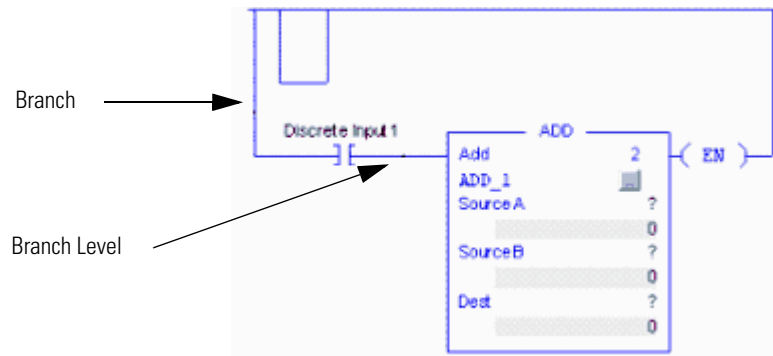 Branch
Discrete Input 1
ADD
Add 2
ADD_1
...
Source A ?
0
Source B ?
0
Dest ?
0
EN
Branch Level